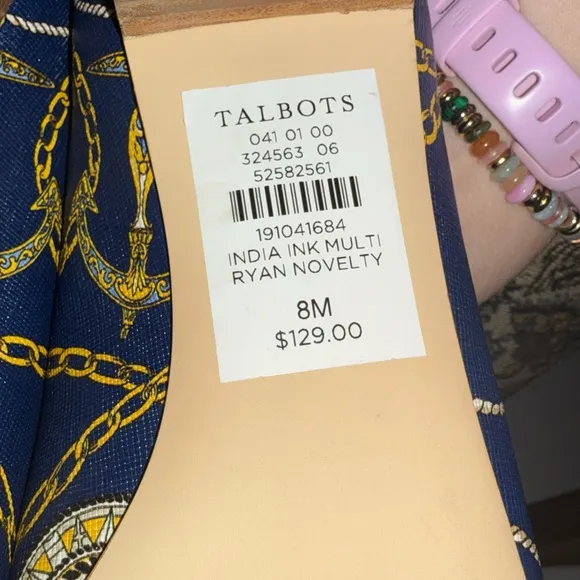 TALBOTS
041 01 00
324563 06
52582561
191041684
INDIA INK MULTI
RYAN NOVELTY
8M
$129.00